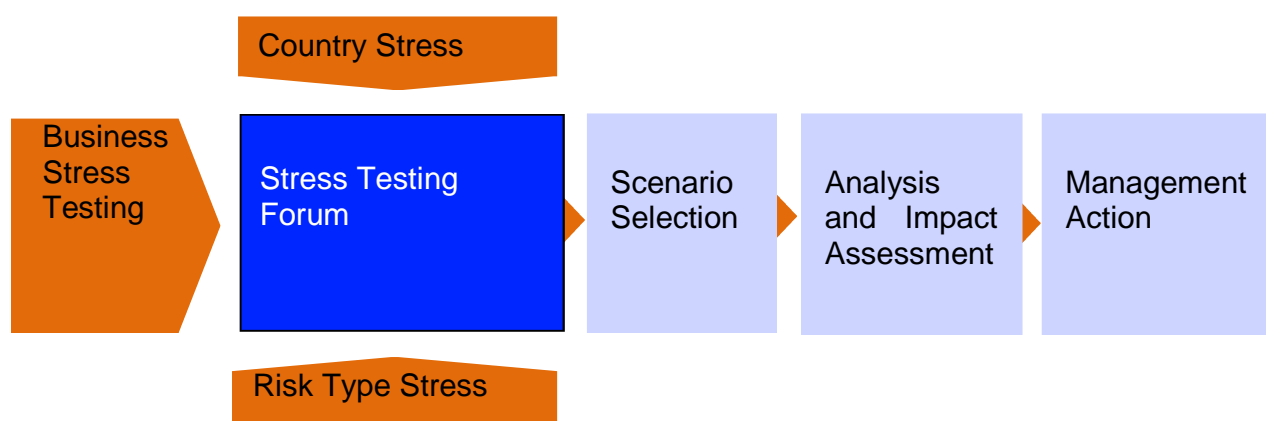 Country Stress
Business
Stress
Testing
Stress Testing
Forum
Scenario
Selection
Analysis
and Impact
Assessment
Management
Action
Risk Type Stress